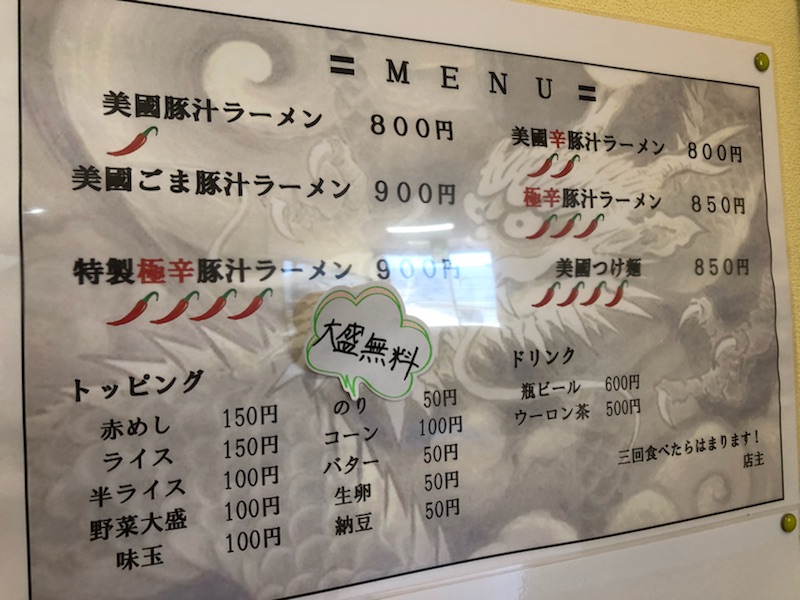 = MENU =
美國豚汁ラーメン 800円
美國ごま豚汁ラーメン 900円
特製極辛豚汁ラーメン 900円
美國辛豚汁ラーメン 800円
極辛豚汁ラーメン 850円
美國つけ麺 850円
大盛無料
トッピング
赤めし 150円
ライス 150円
半ライス 100円
野菜大盛 100円
味玉 100円
のり 50円
コーン 100円
バター 50円
生卵 50円
納豆 50円
ドリンク
瓶ビール 600円
ウーロン茶 500円
三回食べたらはまります!
店主